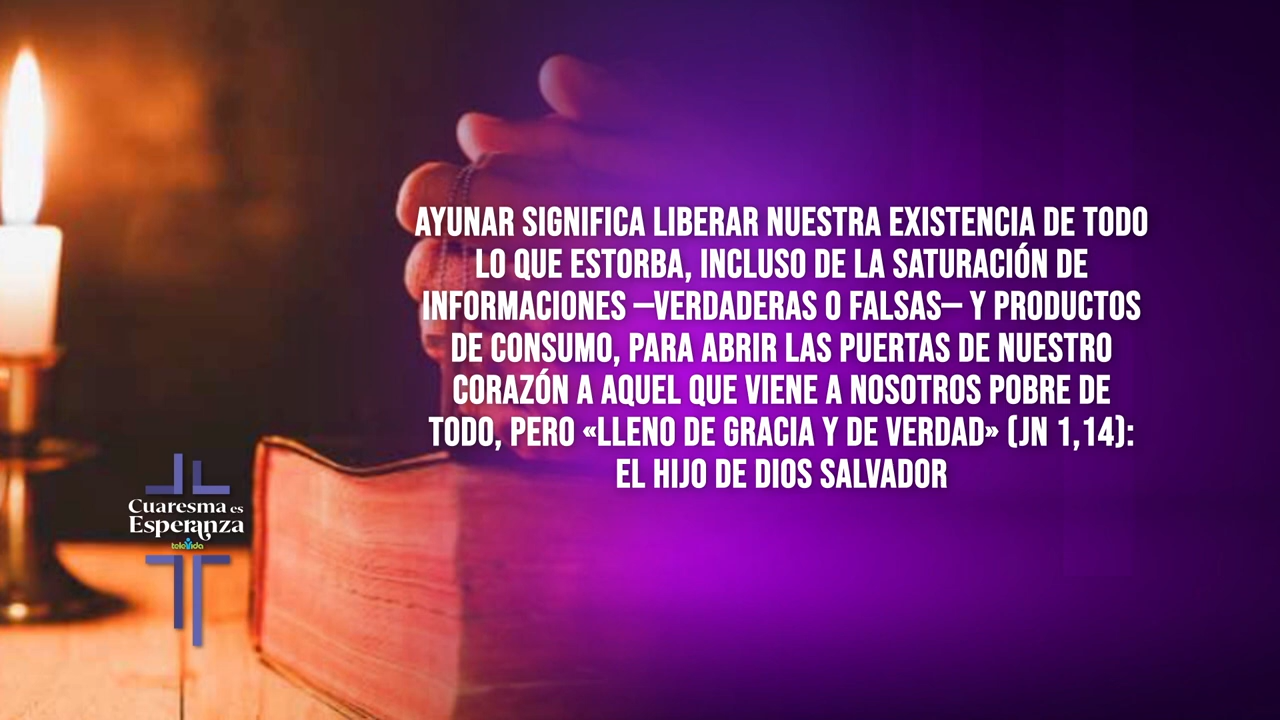 AYUNAR SIGNIFICA LIBERAR NUESTRA EXISTENCIA DE TODO
LO QUE ESTORBA, INCLUSO DE LA SATURACIÓN DE
INFORMACIONES –VERDADERAS O FALSAS– Y PRODUCTOS
DE CONSUMO, PARA ABRIR LAS PUERTAS DE NUESTRO
CORAZÓN A AQUEL QUE VIENE A NOSOTROS POBRE DE
TODO, PERO «LLENO DE GRACIA Y DE VERDAD» (JN 1,14):
EL HIJO DE DIOS SALVADOR
Cuaresma es
Esperanza
televida